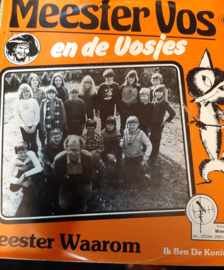 Meester Vos
en de Vosjes
eester Waarom
Ik Ben De Koni